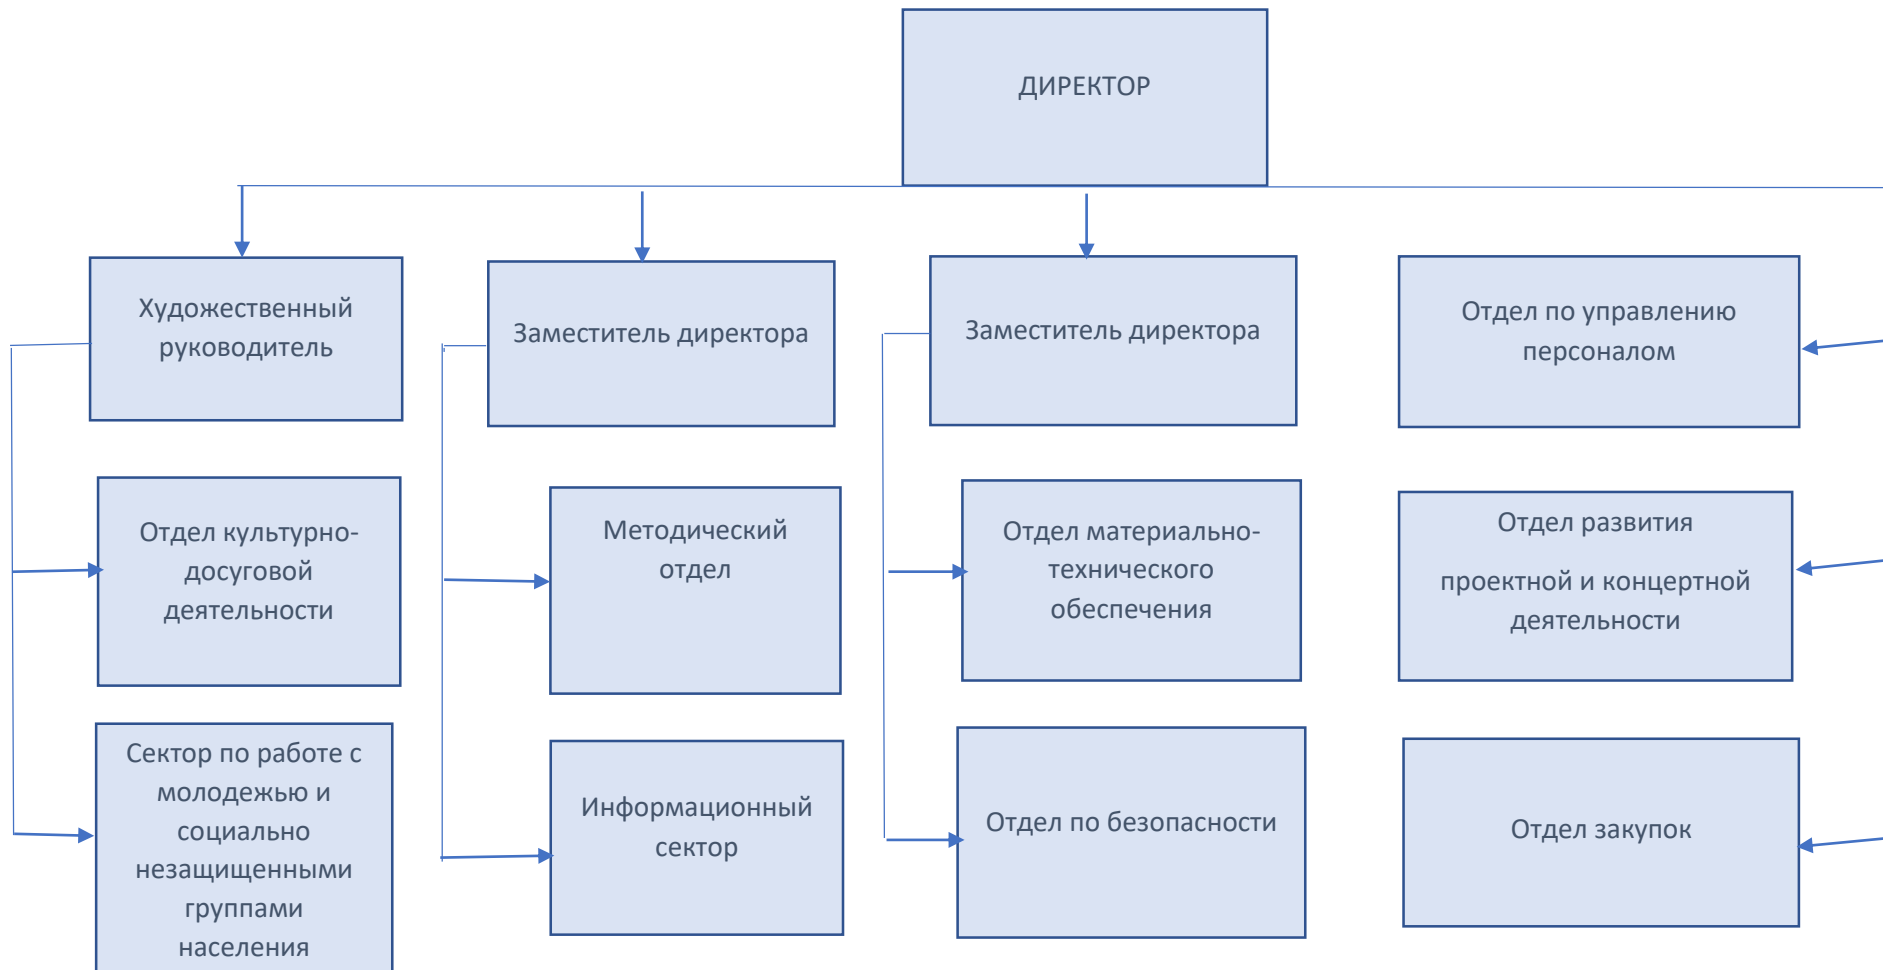 ДИРЕКТОР
Художественный
руководитель
Заместитель директора
Заместитель директора
Отдел по управлению
персоналом
Отдел культурно-
досуговой
деятельности
Методический
отдел
Отдел материально-
технического
обеспечения
Отдел развития
проектной и концертной
деятельности
Сектор по работе с
молодежью и
социально
незащищенными
группами
населения
Информационный
сектор
Отдел по безопасности
Отдел закупок